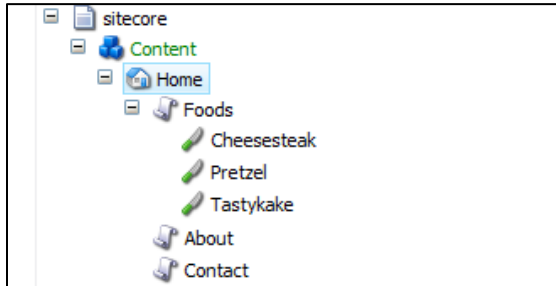 sitecore
Content
Home
Foods
Cheesesteak
Pretzel
Tastykake
About
Contact